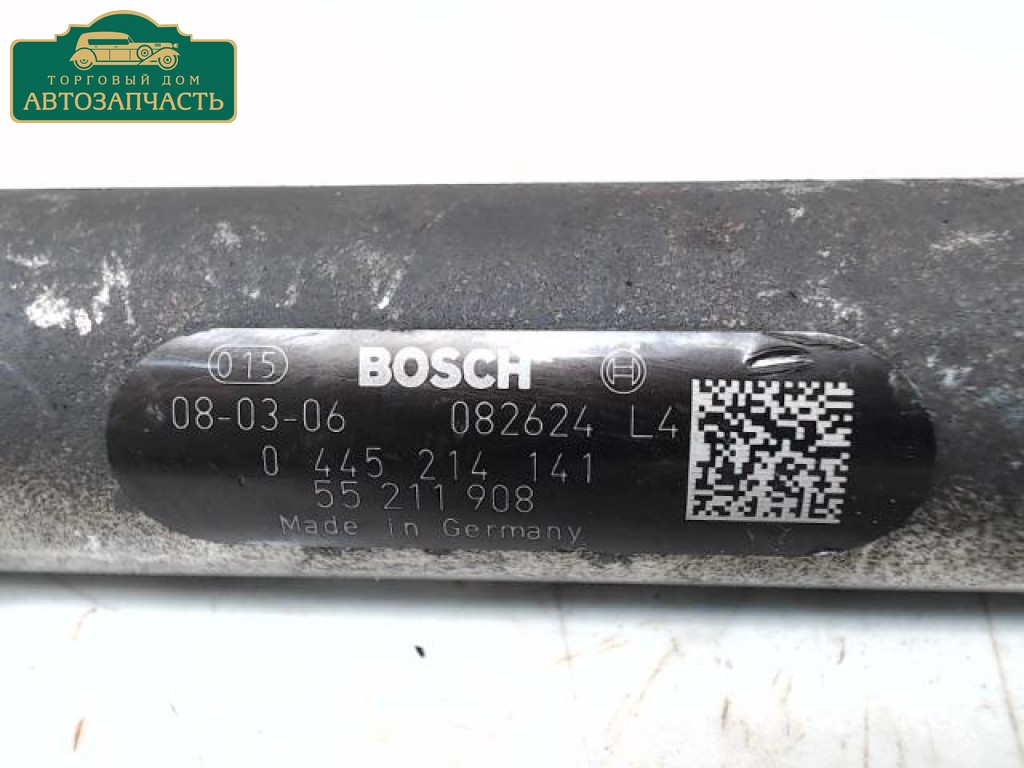 ТОРГОВЫЙ ДОМ
АВТОЗАПЧАСТЬ
015 BOSCH
08-03-06 082624 L4
0 445 214 141
55 211 908
Made in Germany